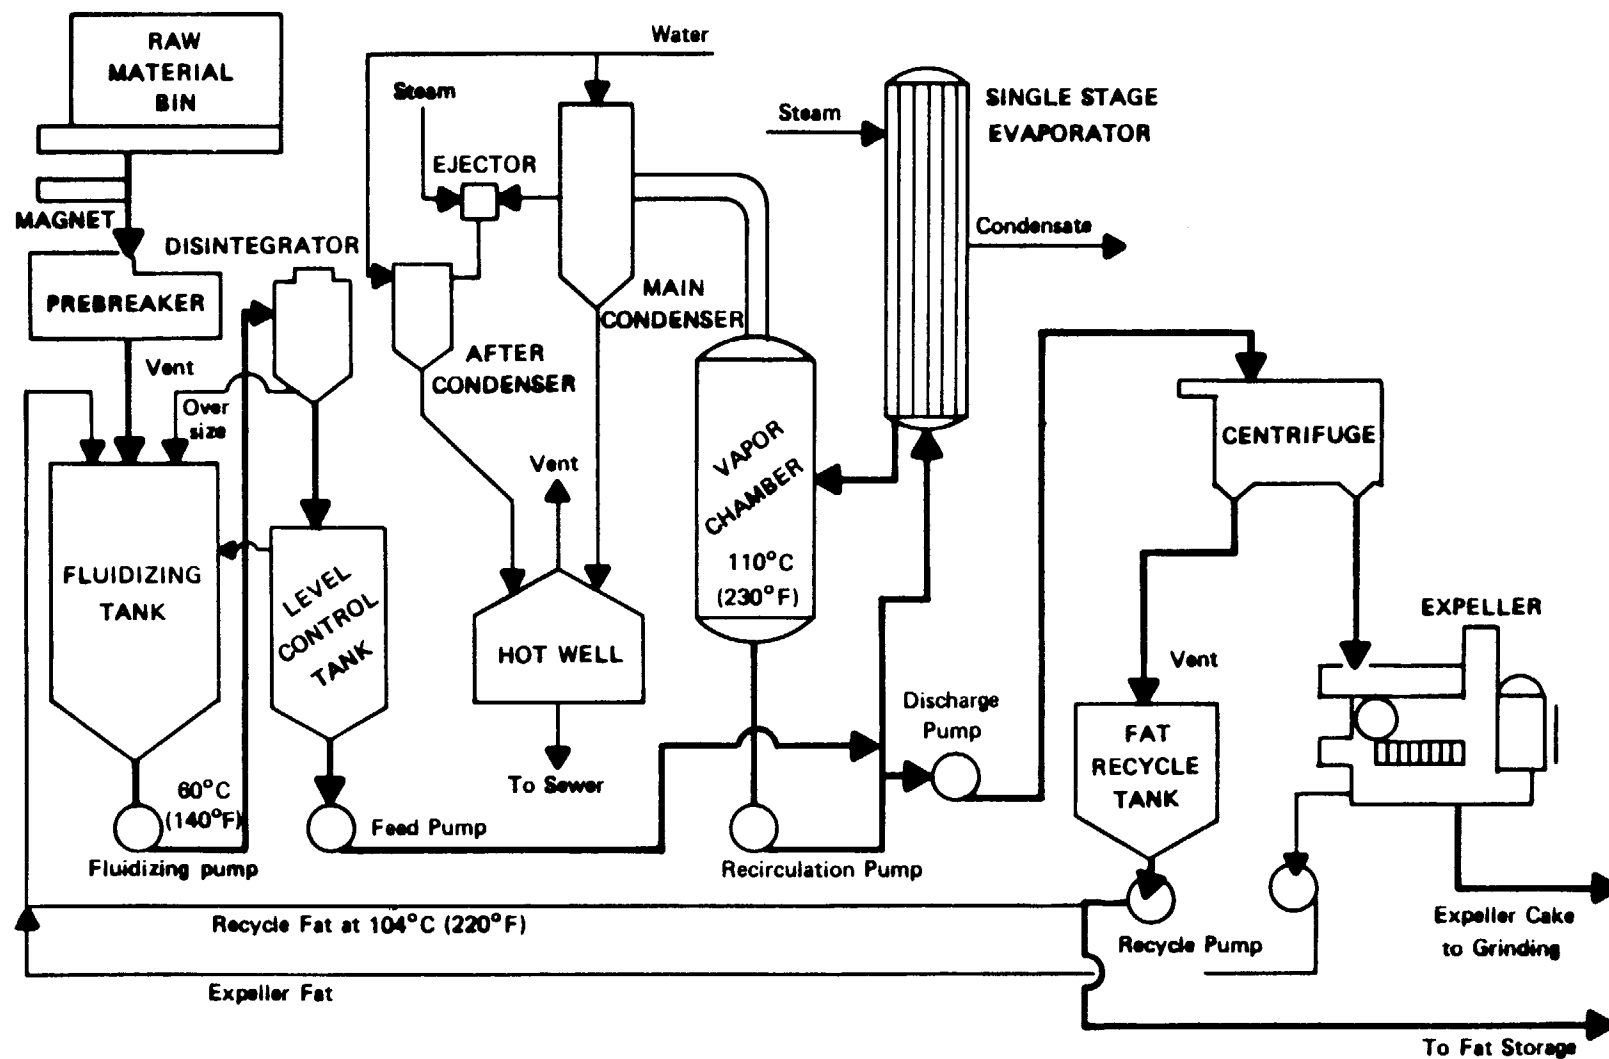 RAW
MATERIAL
BIN
Water
Steam
EJECTOR
Steam
SINGLE STAGE
EVAPORATOR
MAGNET
DISINTEGRATOR
Condensate
PREBREAKER
MAIN
CONDENSER
Vent
AFTER
CONDENSER
Over
size
CENTRIFUGE
Vent
VAPOR
CHAMBER
110°C
(230°F)
FLUIDIZING
TANK
LEVEL
CONTROL
TANK
HOT WELL
EXPELLER
Vent
Discharge
Pump
FAT
RECYCLE
TANK
To Sewer
60°C
(140°F)
Feed Pump
Fluidizing pump
Recirculation Pump
Recycle Fat at 104°C (220°F)
Recycle Pump
Expeller Cake
to Grinding
Expeller Fat
To Fat Storage